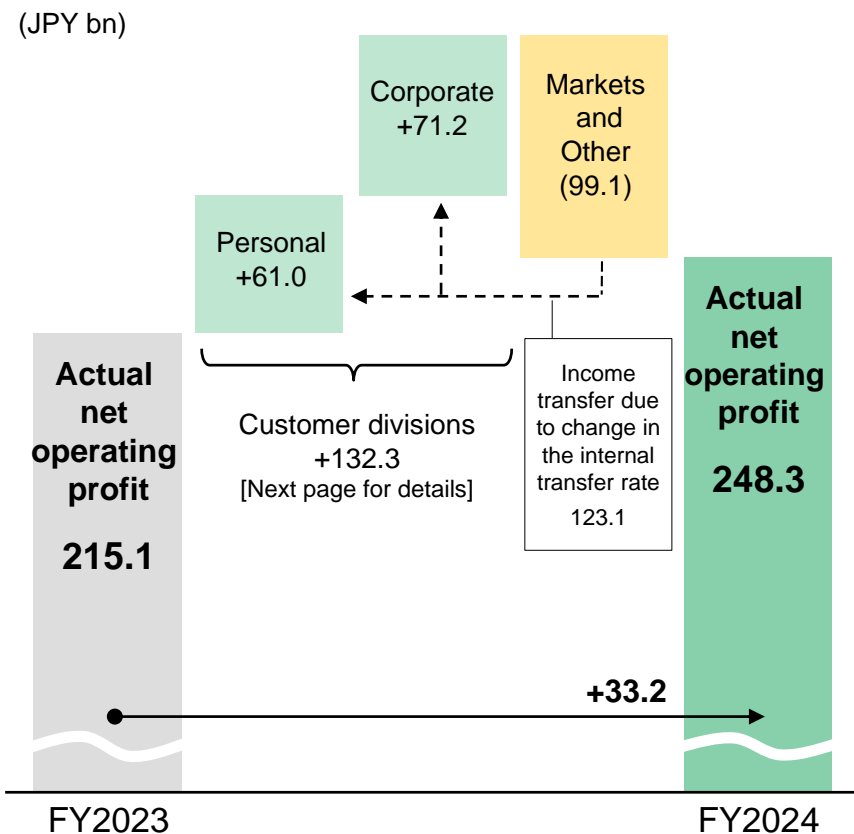 (JPY bn)
Corporate
+71.2
Markets
and
Other
(99.1)
Personal
+61.0
Actual
net
operating
profit
215.1
Customer divisions
+132.3
[Next page for details]
Income
transfer due
to change in
the internal
transfer rate
123.1
Actual
net
operating
profit
248.3
+33.2
FY2023
FY2024